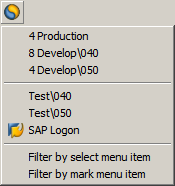 4 Production
8 Develop\040
4 Develop\050
Test\040
Test\050
SAP Logon
Filter by select menu item
Filter by mark menu item